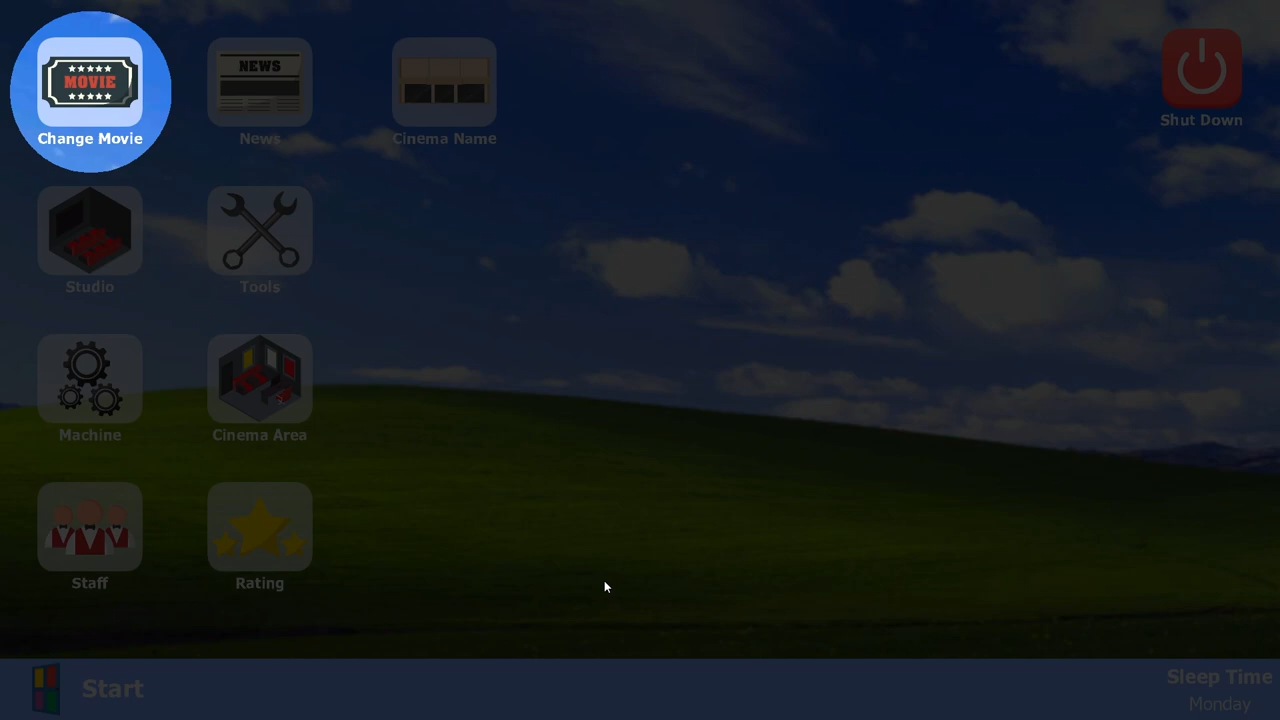 MOVIE
Change Movie
NEWS
News
Cinema Name
Shut Down
Studio
Tools
Machine
Cinema Area
Staff
Rating
Start
Sleep Time
Monday